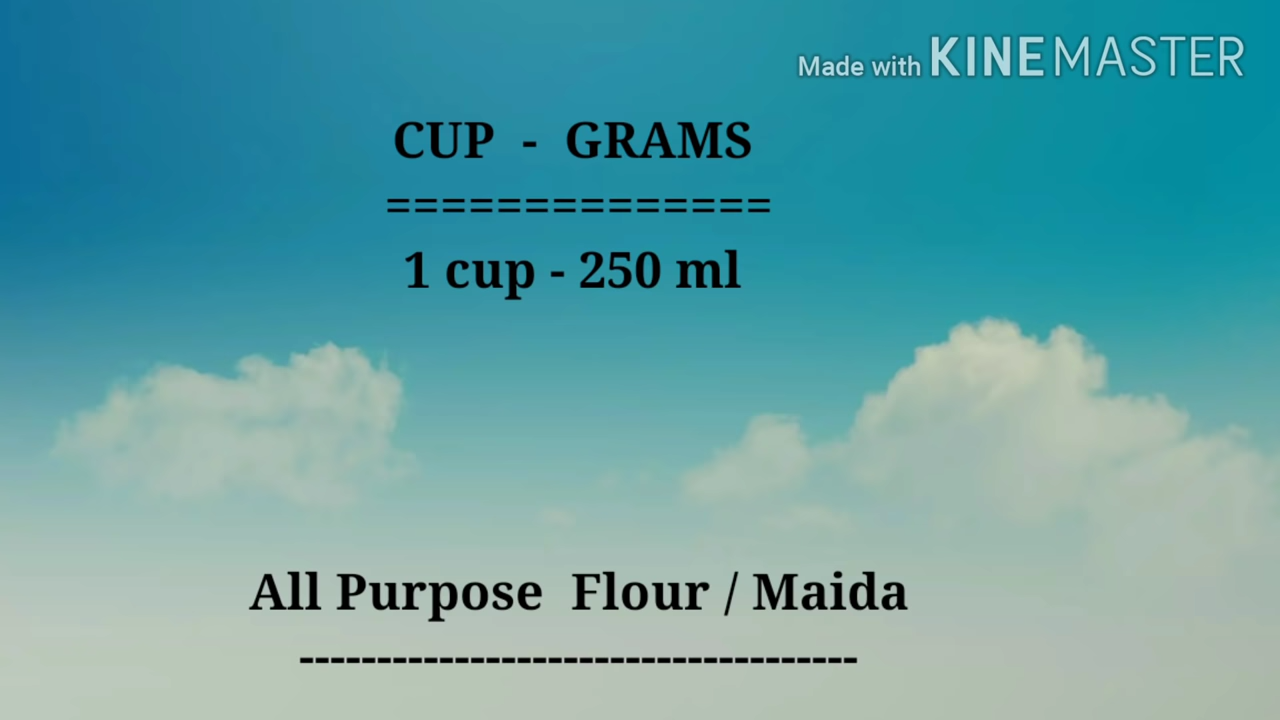 Made with KINEMASTER
CUP - GRAMS
==============
1 cup - 250 ml
All Purpose Flour / Maida
------------------------------------